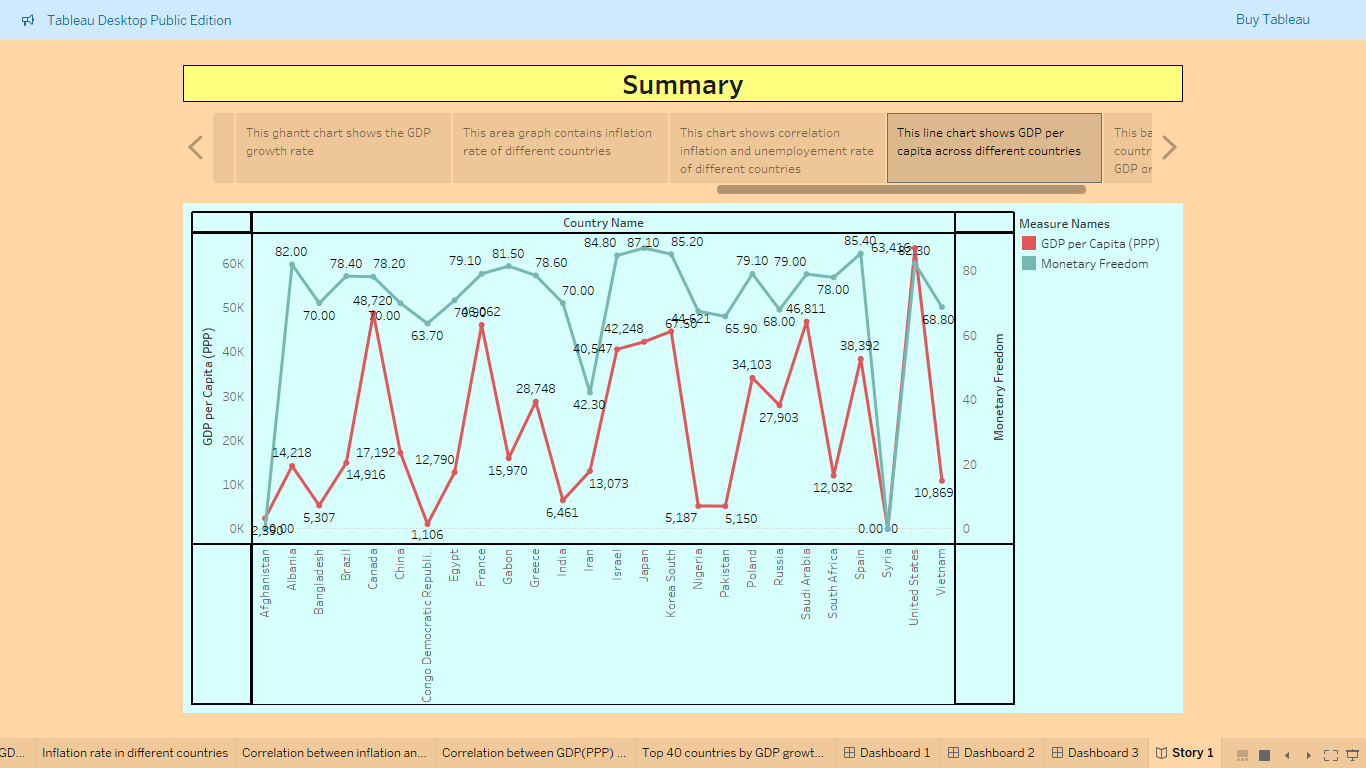 Tableau Desktop Public Edition
Buy Tableau
Summary
This ghantt chart shows the GDP
growth rate
This area graph contains inflation
rate of different countries
This chart shows correlation
inflation and unemployement rate
of different countries
This line chart shows GDP per
capita across different countries
This ba
countr
GDP or
Country Name
Measure Names
GDP per Capita (PPP)
Monetary Freedom
GDP per Capita (PPP)
60K
50K
40K
30K
20K
10K
0K
82.00
70.00
78.40
78.20
70.00
63.70
79.10
81.50
78.60
70.00
42.30
84.80
87.10
85.20
67.50
65.90
79.10
68.00
79.00
78.00
85.40
0.00
82.30
68.80
2,390
0.00
14,218
5,307
14,916
48,720
17,192
1,106
12,790
46,062
15,970
28,748
6,461
13,073
40,547
42,248
44,621
5,187
5,150
34,103
27,903
46,811
12,032
38,392
63,416
10,869
80
60
40
20
0
Monetary Freedom
Afghanistan
Albania
Bangladesh
Brazil
Canada
China
Congo Democratic Republi..
Egypt
France
Gabon
Greece
India
Iran
Israel
Japan
Korea South
Nigeria
Pakistan
Poland
Russia
Saudi Arabia
South Africa
Spain
Syria
United States
Vietnam
GD...
Inflation rate in different countries
Correlation between inflation an...
Correlation between GDP(PPP) ...
Top 40 countries by GDP growt...
Dashboard 1
Dashboard 2
Dashboard 3
Story 1